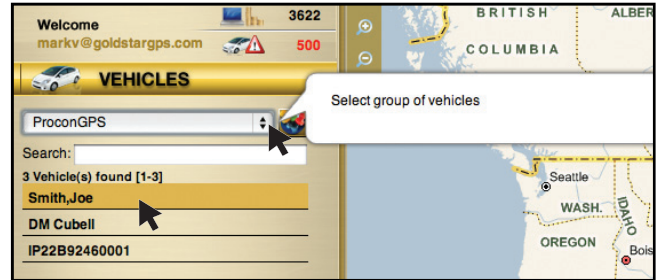 Welcome
markv@goldstargps.com
3622
500
VEHICLES
ProconGPS
Search:
3 Vehicle(s) found [1-3]
Smith,Joe
DM Cubell
IP22B92460001
Select group of vehicles
BRITISH
COLUMBIA
ALBER
Seattle
WASH.
IDAHO
OREGON
Bois